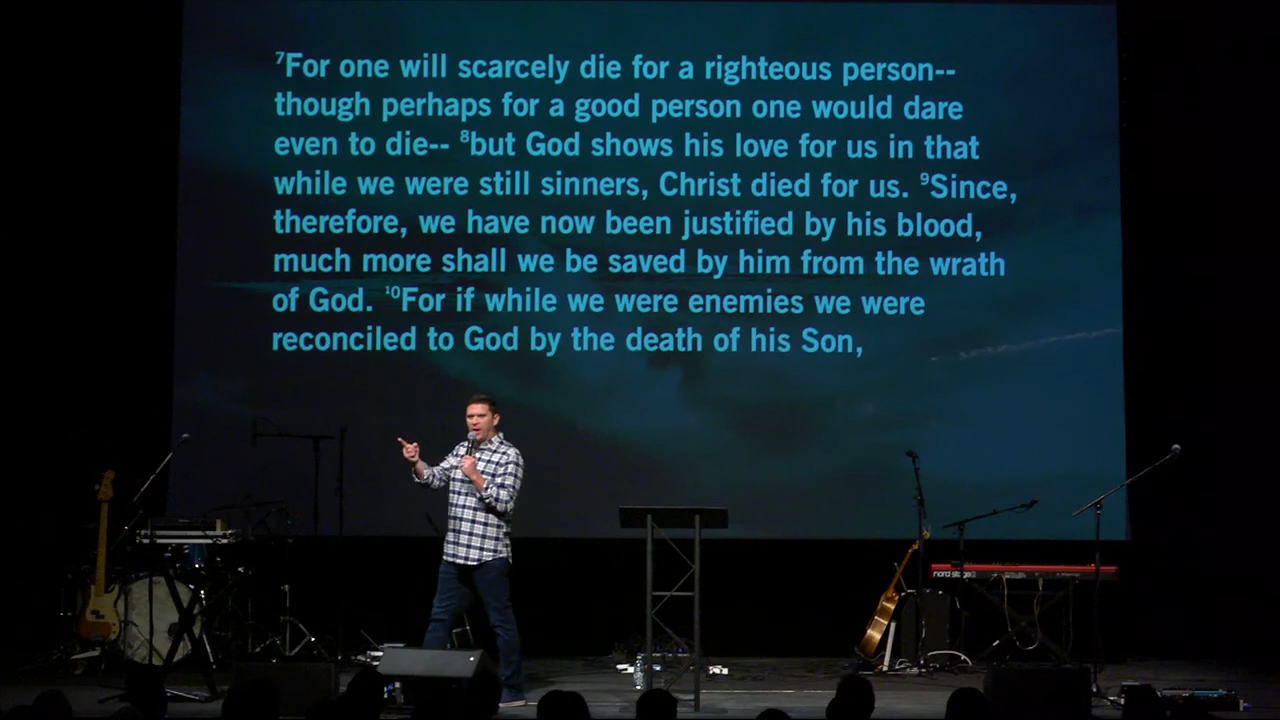 ⁷For one will scarcely die for a righteous person--
though perhaps for a good person one would dare
even to die-- ⁸but God shows his love for us in that
while we were still sinners, Christ died for us. ⁹Since,
therefore, we have now been justified by his blood,
much more shall we be saved by him from the wrath
of God. ¹⁰For if while we were enemies we were
reconciled to God by the death of his Son,
nord stage